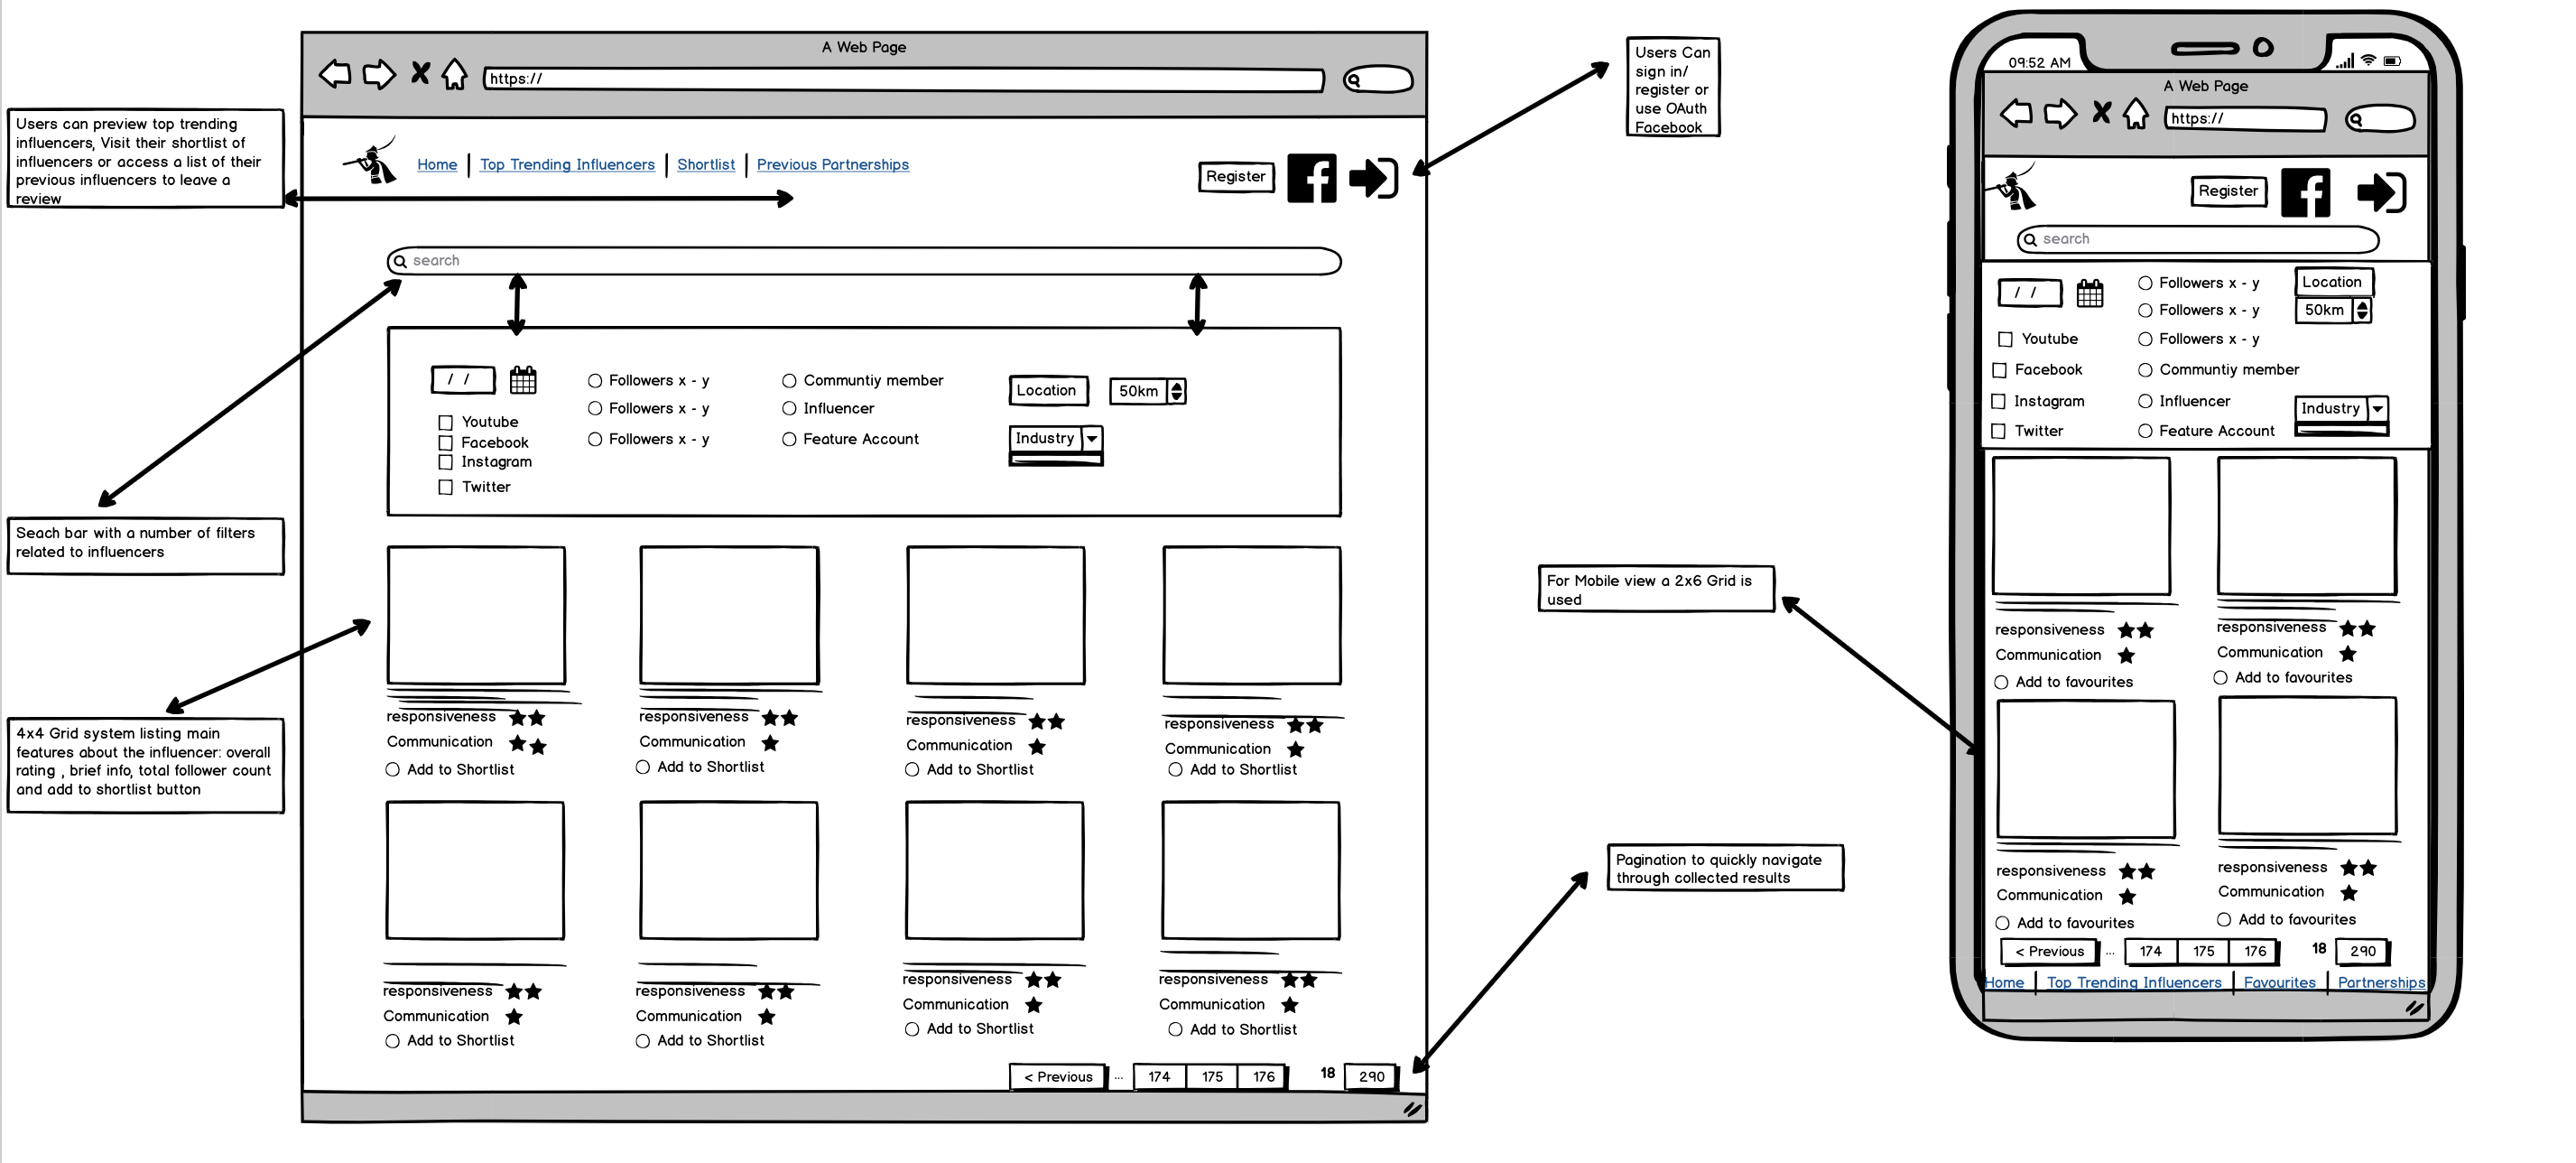 A Web Page
https://
Users can preview top trending
influencers, Visit their shortlist of
influencers or access a list of their
previous influencers to leave a
review
Home
Top Trending Influencers
Shortlist
Previous Partnerships
Register
search
/ /
Youtube
Facebook
Instagram
Twitter
Followers x - y
Followers x - y
Followers x - y
Communtiy member
Influencer
Feature Account
Location
50km
Industry
Seach bar with a number of filters
related to influencers
4x4 Grid system listing main
features about the influencer: overall
rating , brief info, total follower count
and add to shortlist button
responsiveness
Communication
Add to Shortlist
responsiveness
Communication
Add to Shortlist
responsiveness
Communication
Add to Shortlist
responsiveness
Communication
Add to Shortlist
responsiveness
Communication
Add to Shortlist
responsiveness
Communication
Add to Shortlist
responsiveness
Communication
Add to Shortlist
responsiveness
Communication
Add to Shortlist
< Previous ... 174 175 176 18 290
Users Can
sign in/
register or
use OAuth
Facebook
For Mobile view a 2x6 Grid is
used
Pagination to quickly navigate
through collected results
09:52 AM
A Web Page
https://
Register
search
/ /
Youtube
Facebook
Instagram
Twitter
Followers x - y
Followers x - y
Followers x - y
Communtiy member
Influencer
Feature Account
Location
50km
Industry
responsiveness
Communication
Add to favourites
responsiveness
Communication
Add to favourites
responsiveness
Communication
Add to favourites
responsiveness
Communication
Add to favourites
< Previous ... 174 175 176 18 290
Home
Top Trending Influencers
Favourites
Partnerships